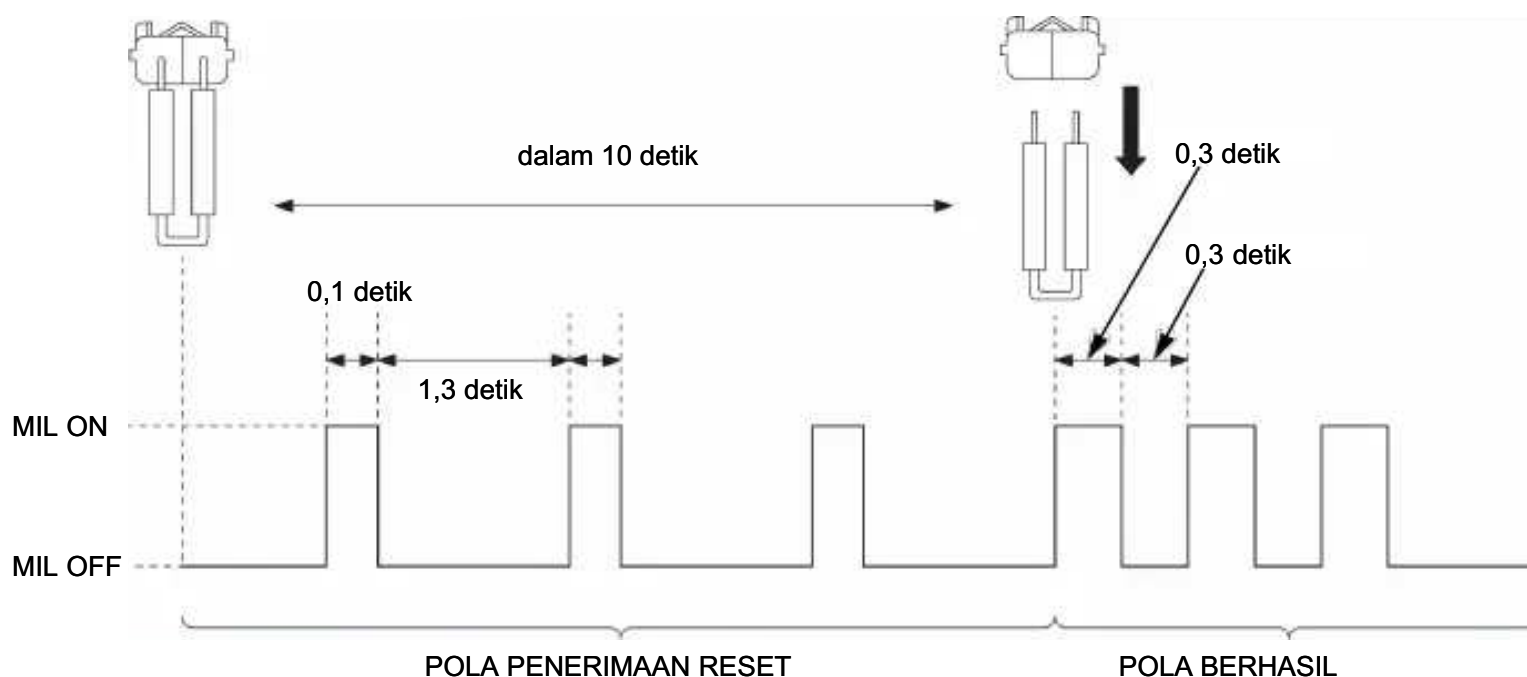 dalam 10 detik
0,3 detik
0,3 detik
0,1 detik
1,3 detik
MIL ON
MIL OFF
POLA PENERIMAAN RESET
POLA BERHASIL